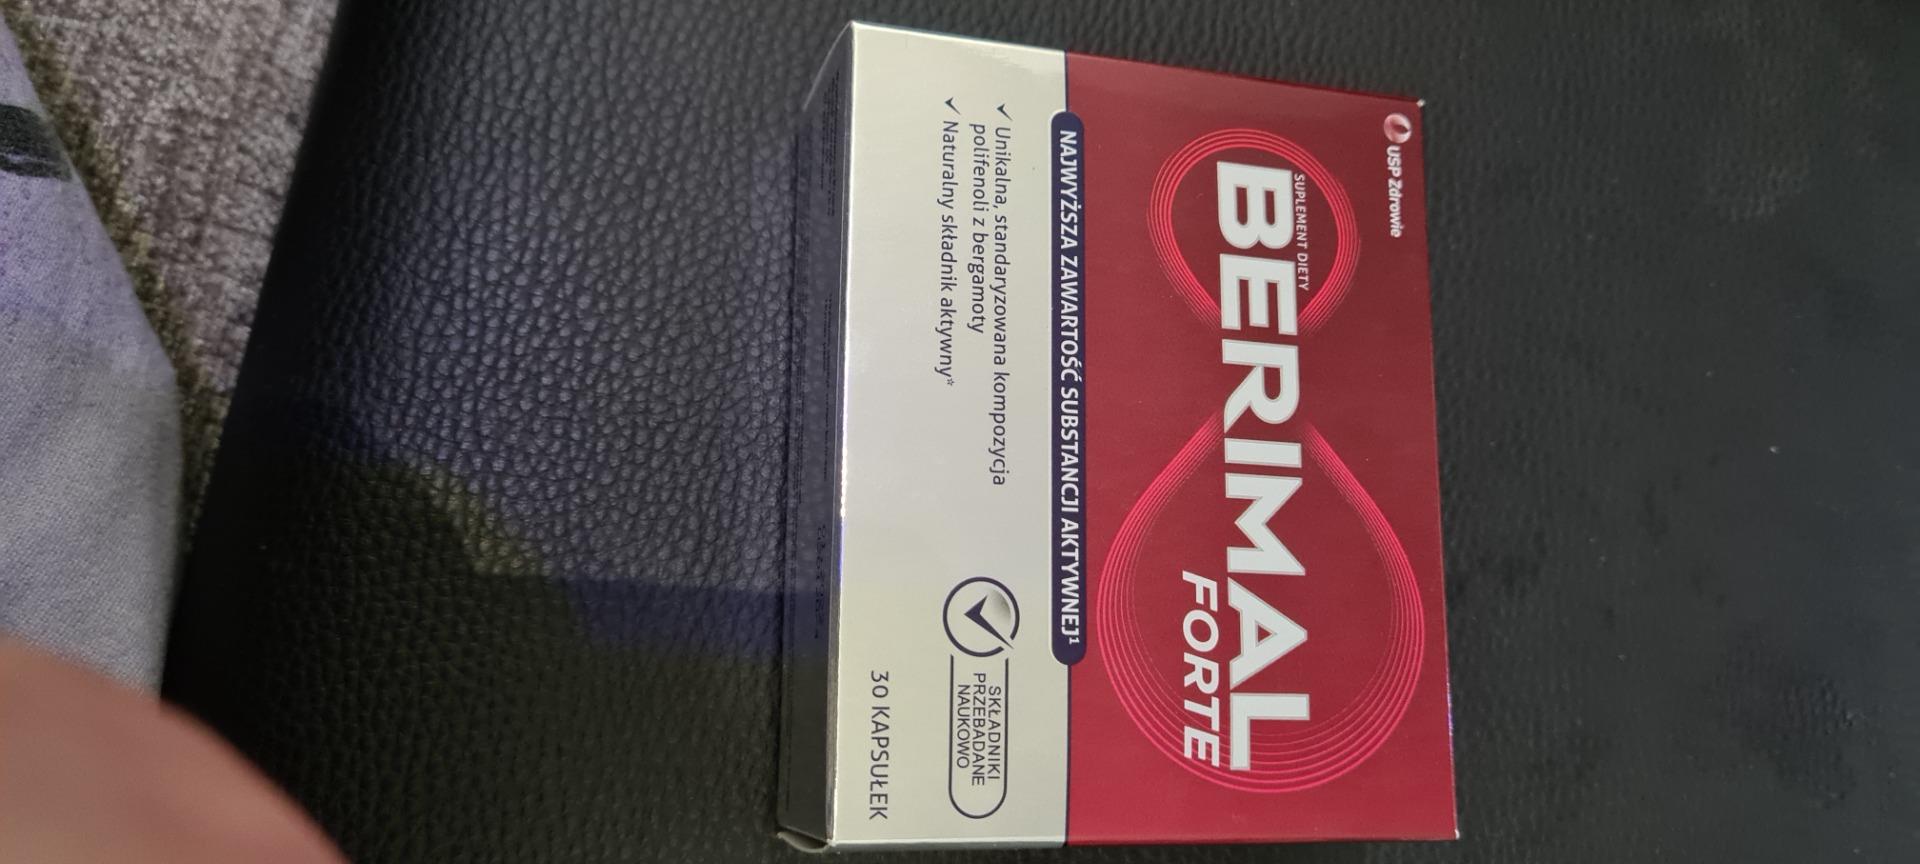 USP Zdrowie
SUPLEMENT DIETY
BERIMAL
FORTE
NAJWYŻSZA ZAWARTOŚĆ SUBSTANCJI AKTYWNEJ¹
✓ Unikalna, standaryzowana kompozycja
polifenoli z bergamoty
✓ Naturalny składnik aktywny*
SKŁADNIKI
PRZEBADANE
NAUKOWO
30 KAPSUŁEK